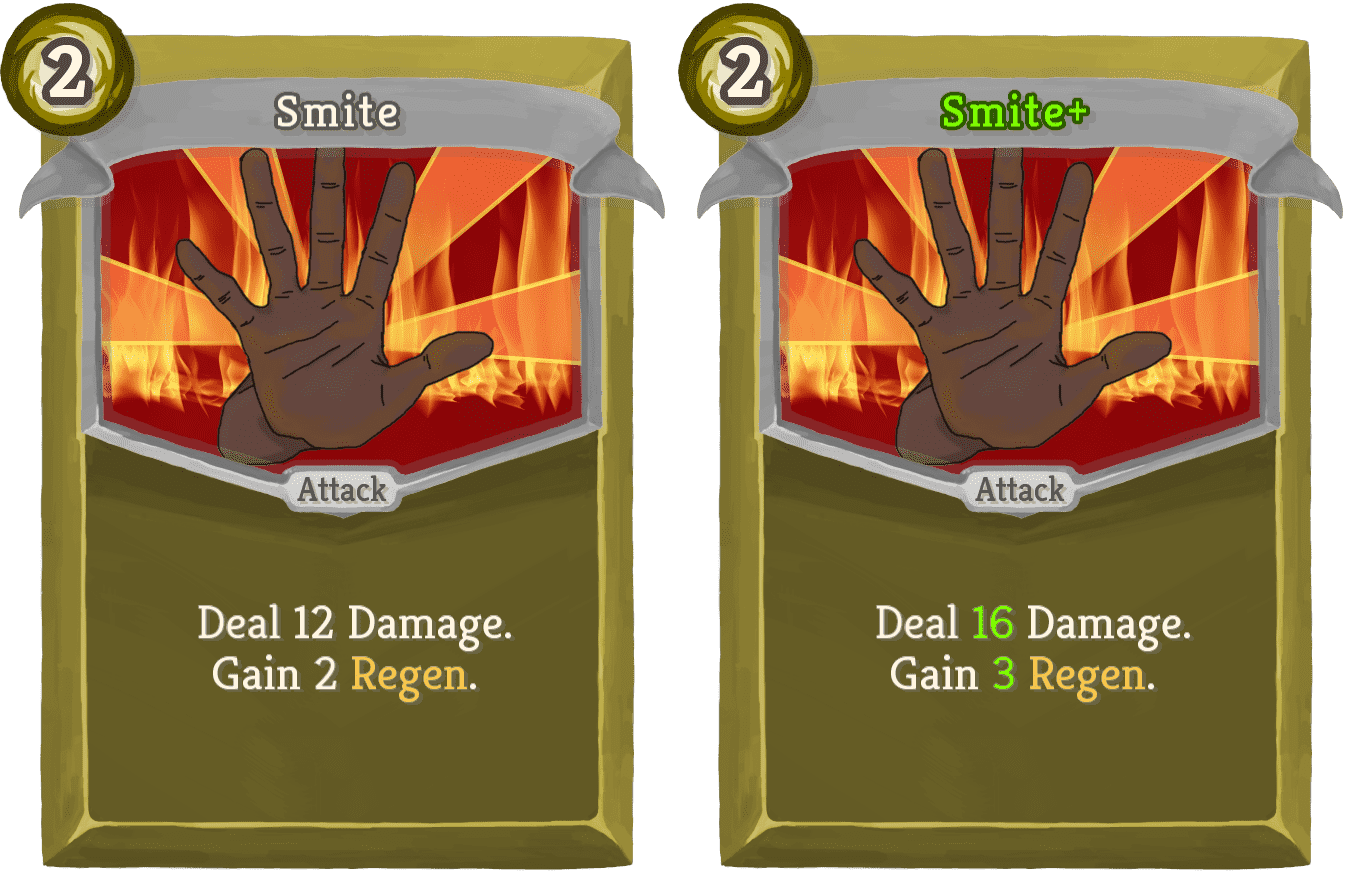 2
Smite
Attack
Deal 12 Damage.
Gain 2 Regen.
2
Smite+
Attack
Deal 16 Damage.
Gain 3 Regen.